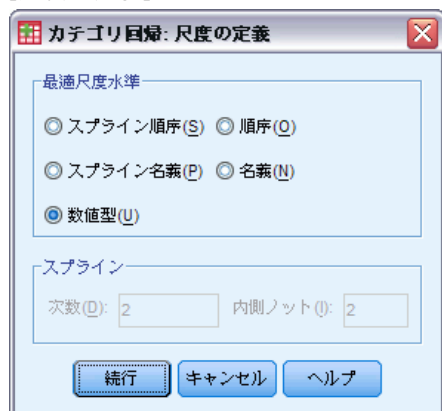 カテゴリ回帰: 尺度の定義
最適尺度水準
スプライン順序(S) 順序(O)
スプライン名義(P) 名義(N)
数値型(U)
スプライン
次数(D): 2 内側ノット(I): 2
続行 キャンセル ヘルプ